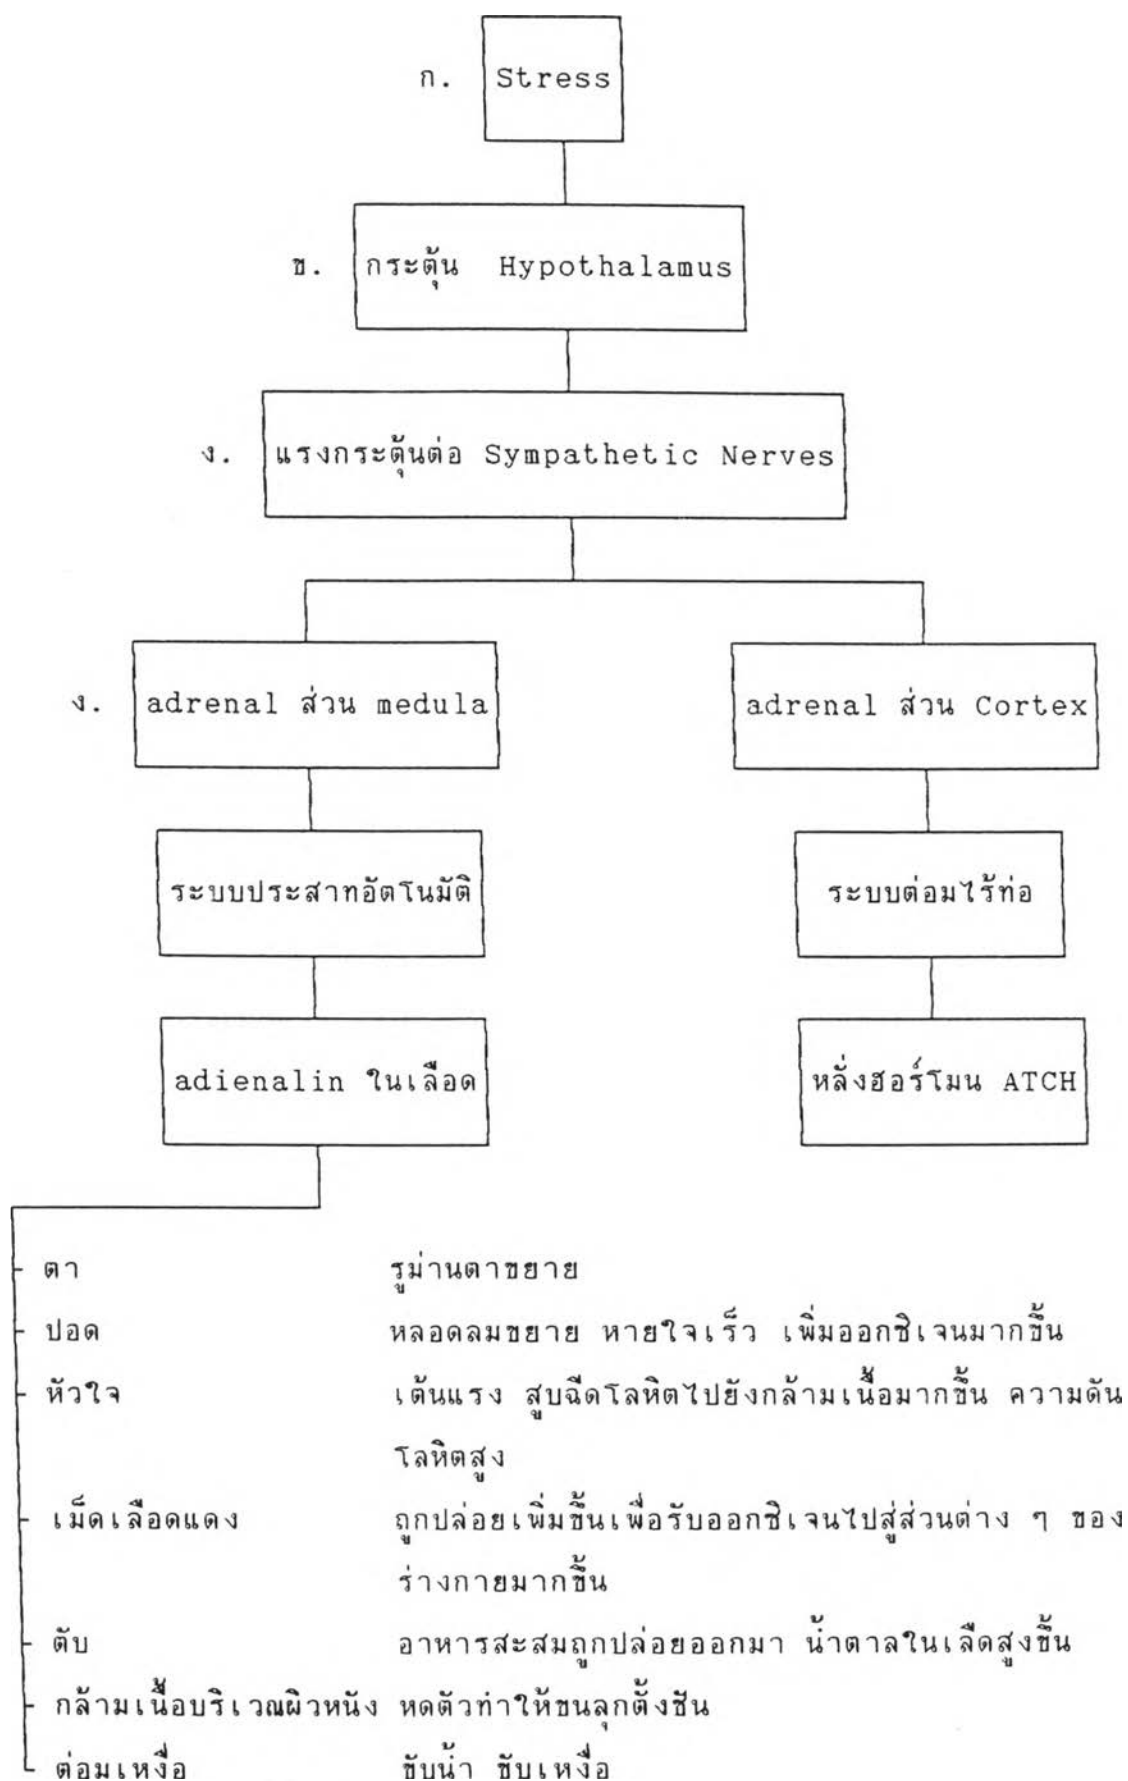 ก. Stress
ข. กระตุ้น Hypothalamus
ง. แรงกระตุ้นต่อ Sympathetic Nerves
ง. adrenal ส่วน medula adrenal ส่วน Cortex
ระบบประสาทอัตโนมัติ ระบบต่อมไร้ท่อ
adienalin ในเลือด หลั่งฮอร์โมน ATCH
ตา รูม่านตาขยาย
ปอด หลอดลมขยาย หายใจเร็ว เพิ่มออกซิเจนมากขึ้น
หัวใจ เต้นแรง สูบฉีดโลหิตไปยังกล้ามเนื้อมากขึ้น ความดัน
โลหิตสูง
เม็ดเลือดแดง ถูกปล่อยเพิ่มขึ้นเพื่อรับออกซิเจนไปสู่ส่วนต่าง ๆ ของ
ร่างกายมากขึ้น
ตับ อาหารสะสมถูกปล่อยออกมา น้ำตาลในเลืดสูงขึ้น
กล้ามเนื้อบริเวณผิวหนัง หดตัวทำให้ขนลุกตั้งชัน
ต่อมเหงื่อ ขับน้ำ ขับเหงื่อ